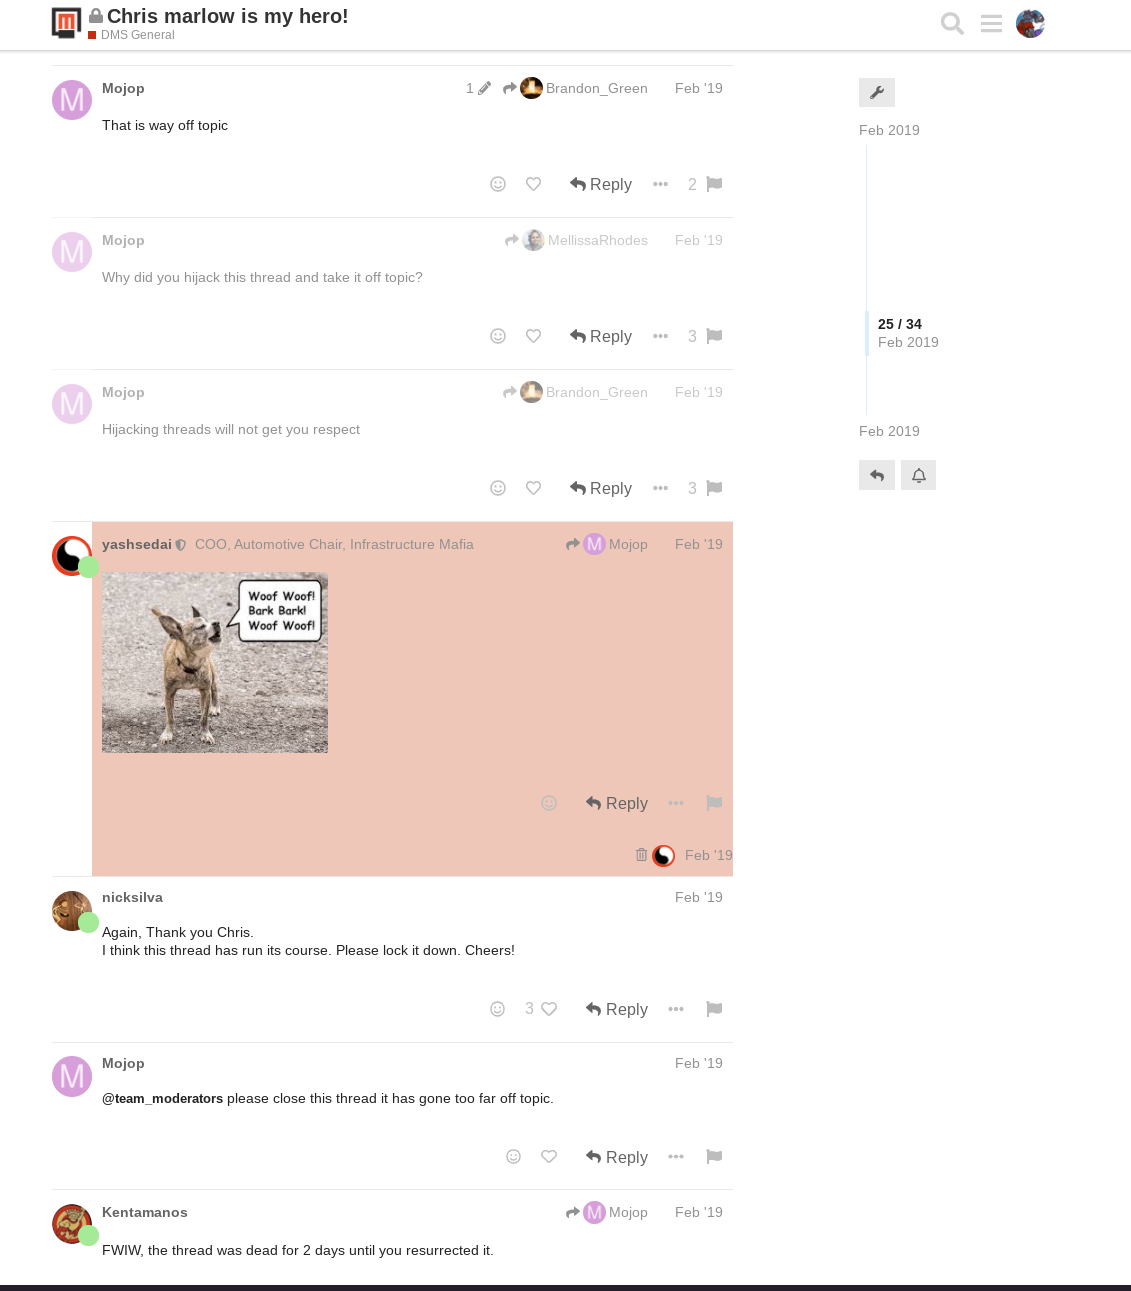 Chris marlow is my hero!
DMS General
M
Mojop
1
Brandon_Green
Feb '19
That is way off topic
Reply
2
M
Mojop
MellissaRhodes
Feb '19
Why did you hijack this thread and take it off topic?
Reply
3
M
Mojop
Brandon_Green
Feb '19
Hijacking threads will not get you respect
Reply
3
yashsedai
COO, Automotive Chair, Infrastructure Mafia
M
Mojop
Feb '19
Woof Woof!
Bark Bark!
Woof Woof!
Reply
Feb '19
nicksilva
Feb '19
Again, Thank you Chris.
I think this thread has run its course. Please lock it down. Cheers!
3
Reply
M
Mojop
Feb '19
@team_moderators please close this thread it has gone too far off topic.
Reply
Kentamanos
M
Mojop
Feb '19
FWIW, the thread was dead for 2 days until you resurrected it.
Feb 2019
25 / 34
Feb 2019
Feb 2019